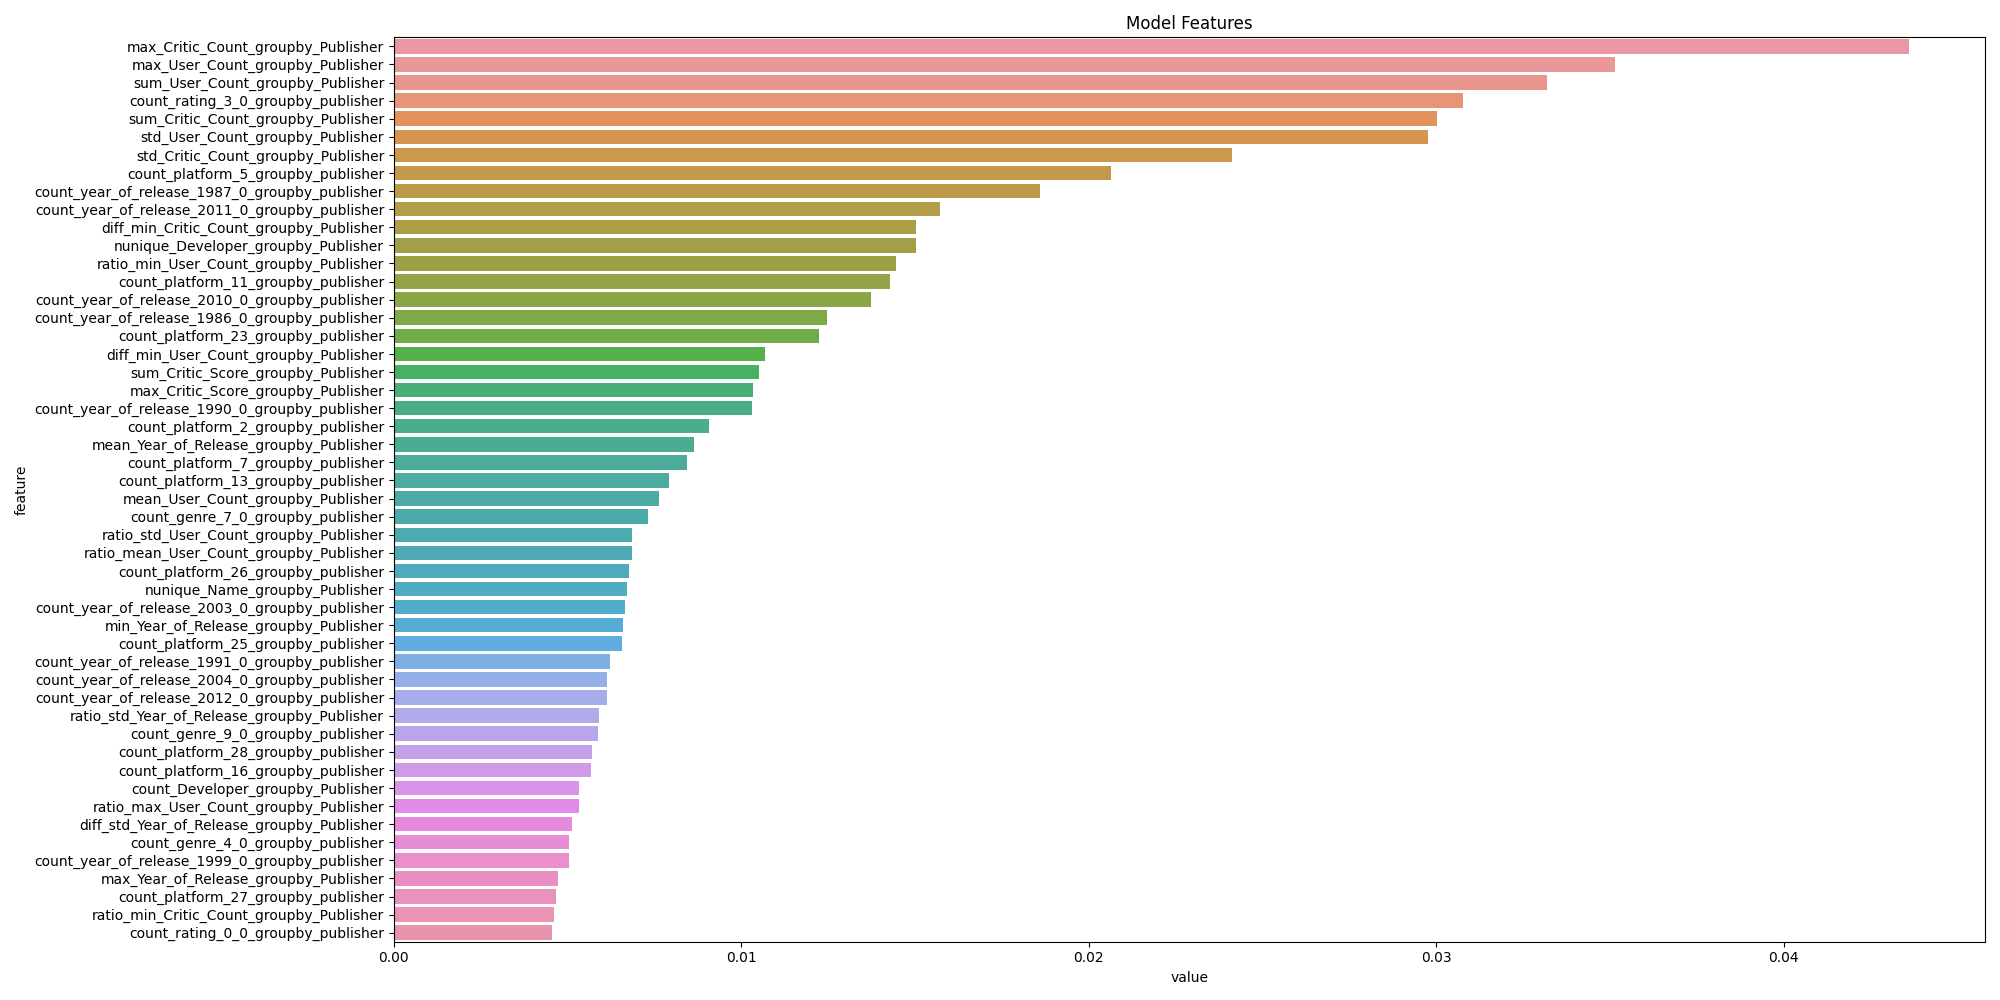 Model Features
max_Critic_Count_groupby_Publisher
max_User_Count_groupby_Publisher
sum_User_Count_groupby_Publisher
count_rating_3_0_groupby_publisher
sum_Critic_Count_groupby_Publisher
std_User_Count_groupby_Publisher
std_Critic_Count_groupby_Publisher
count_platform_5_groupby_publisher
count_year_of_release_1987_0_groupby_publisher
count_year_of_release_2011_0_groupby_publisher
diff_min_Critic_Count_groupby_Publisher
nunique_Developer_groupby_Publisher
ratio_min_User_Count_groupby_Publisher
count_platform_11_groupby_publisher
count_year_of_release_2010_0_groupby_publisher
count_year_of_release_1986_0_groupby_publisher
count_platform_23_groupby_publisher
diff_min_User_Count_groupby_Publisher
sum_Critic_Score_groupby_Publisher
max_Critic_Score_groupby_Publisher
count_year_of_release_1990_0_groupby_publisher
count_platform_2_groupby_publisher
mean_Year_of_Release_groupby_Publisher
count_platform_7_groupby_publisher
count_platform_13_groupby_publisher
mean_User_Count_groupby_Publisher
count_genre_7_0_groupby_publisher
ratio_std_User_Count_groupby_Publisher
ratio_mean_User_Count_groupby_Publisher
count_platform_26_groupby_publisher
nunique_Name_groupby_Publisher
count_year_of_release_2003_0_groupby_publisher
min_Year_of_Release_groupby_Publisher
count_platform_25_groupby_publisher
count_year_of_release_1991_0_groupby_publisher
count_year_of_release_2004_0_groupby_publisher
count_year_of_release_2012_0_groupby_publisher
ratio_std_Year_of_Release_groupby_Publisher
count_genre_9_0_groupby_publisher
count_platform_28_groupby_publisher
count_platform_16_groupby_publisher
count_Developer_groupby_Publisher
ratio_max_User_Count_groupby_Publisher
diff_std_Year_of_Release_groupby_Publisher
count_genre_4_0_groupby_publisher
count_year_of_release_1999_0_groupby_publisher
max_Year_of_Release_groupby_Publisher
count_platform_27_groupby_publisher
ratio_min_Critic_Count_groupby_Publisher
count_rating_0_0_groupby_publisher
feature
0.00 0.01 0.02 0.03 0.04
value